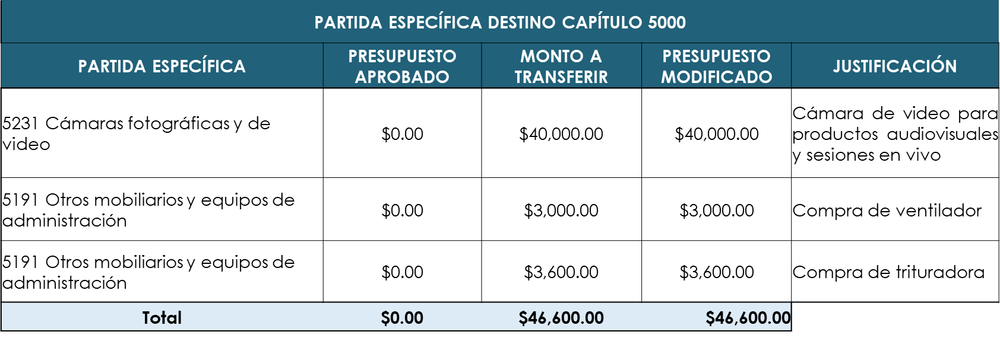 PARTIDA ESPECÍFICA DESTINO CAPÍTULO 5000
PARTIDA ESPECÍFICA
PRESUPUESTO
APROBADO
MONTO A
TRANSFERIR
PRESUPUESTO
MODIFICADO
JUSTIFICACIÓN
5231 Cámaras fotográficas y de
video
$0.00
$40,000.00
$40,000.00
Cámara de video para
productos audiovisuales
y sesiones en vivo
5191 Otros mobiliarios y equipos de
administración
$0.00
$3,000.00
$3,000.00
Compra de ventilador
5191 Otros mobiliarios y equipos de
administración
$0.00
$3,600.00
$3,600.00
Compra de trituradora
Total
$0.00
$46,600.00
$46,600.00